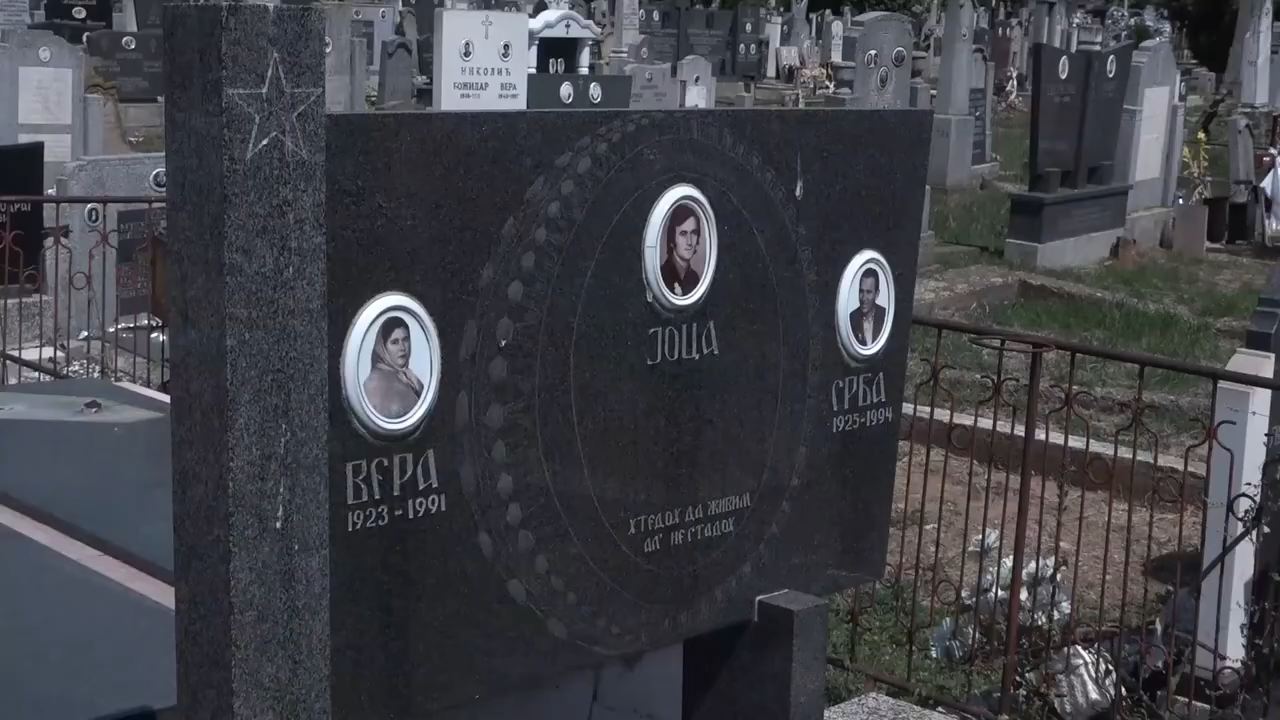 НИКОЛИЋ
БОЖИДАР ВЕРА
ЈОЦА
ВЕРА
1923-1991
СРБА
1925-1994
ХТЕДОХ ДА ЖИВИМ
АЛ' НЕСТАДОХ